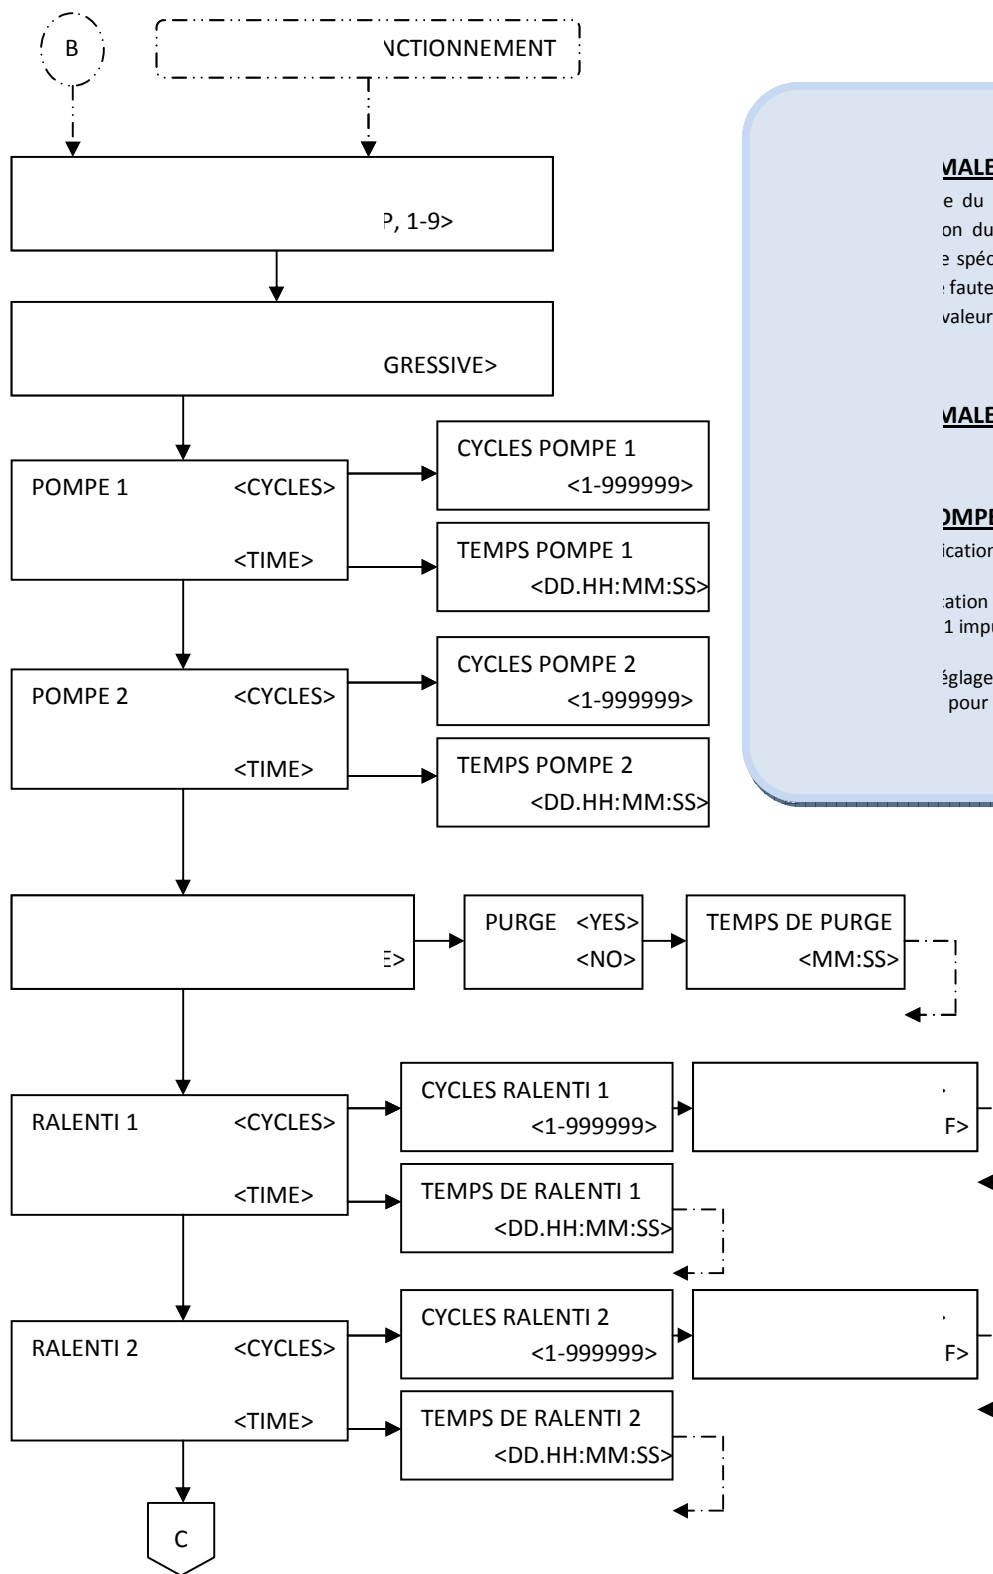 B
NCTIONNEMENT
, 1-9>
GRESSIVE>
POMPE 1 <CYCLES>
<TIME>
CYCLES POMPE 1
<1-999999>
TEMPS POMPE 1
<DD.HH:MM:SS>
POMPE 2 <CYCLES>
<TIME>
CYCLES POMPE 2
<1-999999>
TEMPS POMPE 2
<DD.HH:MM:SS>
E>
PURGE <YES>
<NO>
TEMPS DE PURGE
<MM:SS>
RALENTI 1 <CYCLES>
<TIME>
CYCLES RALENTI 1
<1-999999>
F>
TEMPS DE RALENTI 1
<DD.HH:MM:SS>
RALENTI 2 <CYCLES>
<TIME>
CYCLES RALENTI 2
<1-999999>
F>
TEMPS DE RALENTI 2
<DD.HH:MM:SS>
C
MALE
e du
on du
e spéc
faute
valeur
MALE
OMPE
ication
cation
1 impu
églage
pour